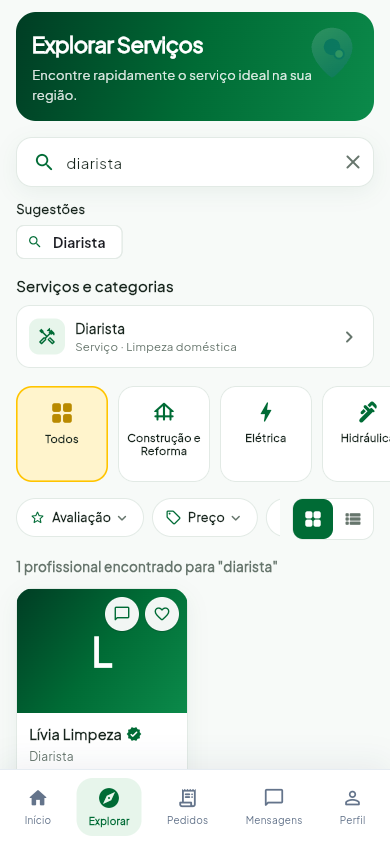 Explorar Serviços
Encontre rapidamente o serviço ideal na sua
região.
diarista
Sugestões
Diarista
Serviços e categorias
Diarista
Serviço · Limpeza doméstica
Todos
Construção e
Reforma
Elétrica
Hidráulica
Avaliação
Preço
1 profissional encontrado para "diarista"
L
Lívia Limpeza
Diarista
Início
Explorar
Pedidos
Mensagens
Perfil